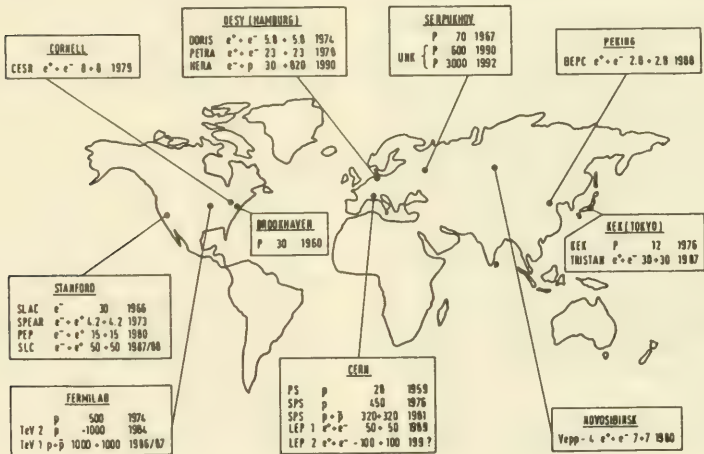 CORNELL
CESR e⁺+e⁻ 8+8 1979
DESY (HAMBURG)
DORIS e⁺+e⁻ 5.8 + 5.8 1974
PETRA e⁺+e⁻ 23 + 23 1978
HERA e⁻+p 30 +820 1990
SERPUKHOV
P 70 1967
UNK { P 600 1990
P 3000 1992
PEKING
BEPC e⁺+e⁻ 2.8+2.8 1988
BROOKHAVEN
P 30 1960
KEK(TOKYO)
KEK P 12 1976
TRISTAN e⁺+e⁻ 30+30 1987
STANFORD
SLAC e⁻ 30 1966
SPEAR e⁻+e⁺ 4.2+4.2 1973
PEP e⁻+e⁺ 15+15 1980
SLC e⁻+e⁺ 50+50 1987/88
FERMILAB
p 500 1974
TeV 2 p -1000 1984
TeV 1 p+p̄ 1000+1000 1986/87
CERN
PS p 28 1959
SPS p 450 1976
SPS p+p̄ 320+320 1981
LEP 1 e⁺+e⁻ 50+50 1989
LEP 2 e⁺+e⁻ -100+100 199?
NOVOSIBIRSK
Vepp-4 e⁺+e⁻ 7+7 1980